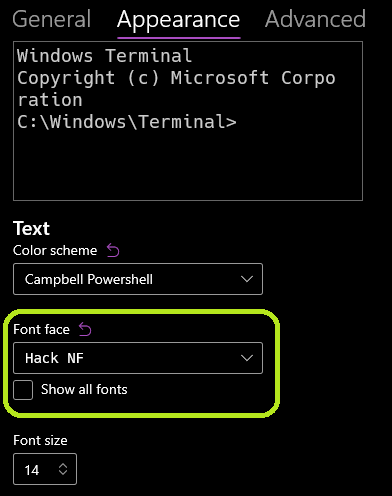 General Appearance Advanced
Windows Terminal
Copyright (c) Microsoft Corpo
ration
C:\Windows\Terminal>
Text
Color scheme
Campbell Powershell
Font face
Hack NF
Show all fonts
Font size
14